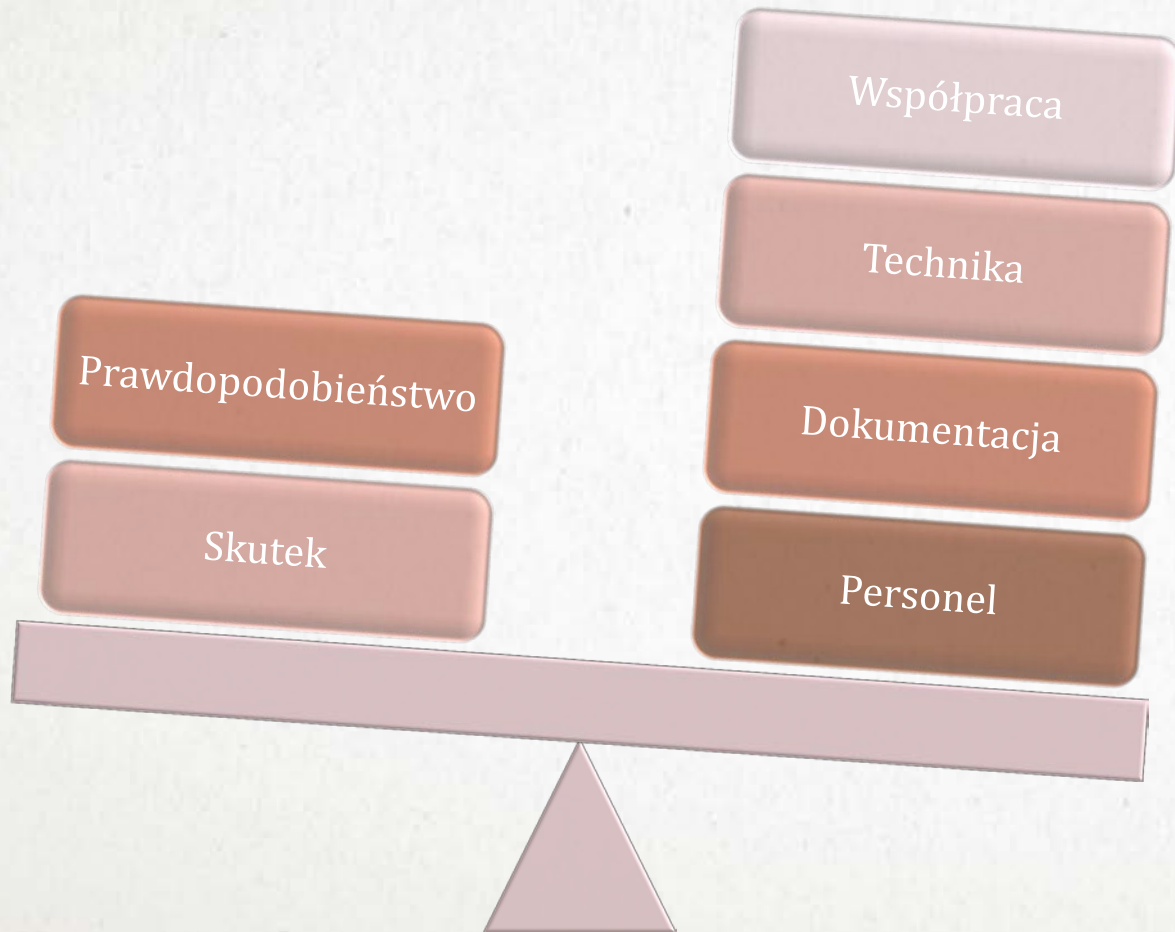 Prawdopodobieństwo
Skutek
Współpraca
Technika
Dokumentacja
Personel